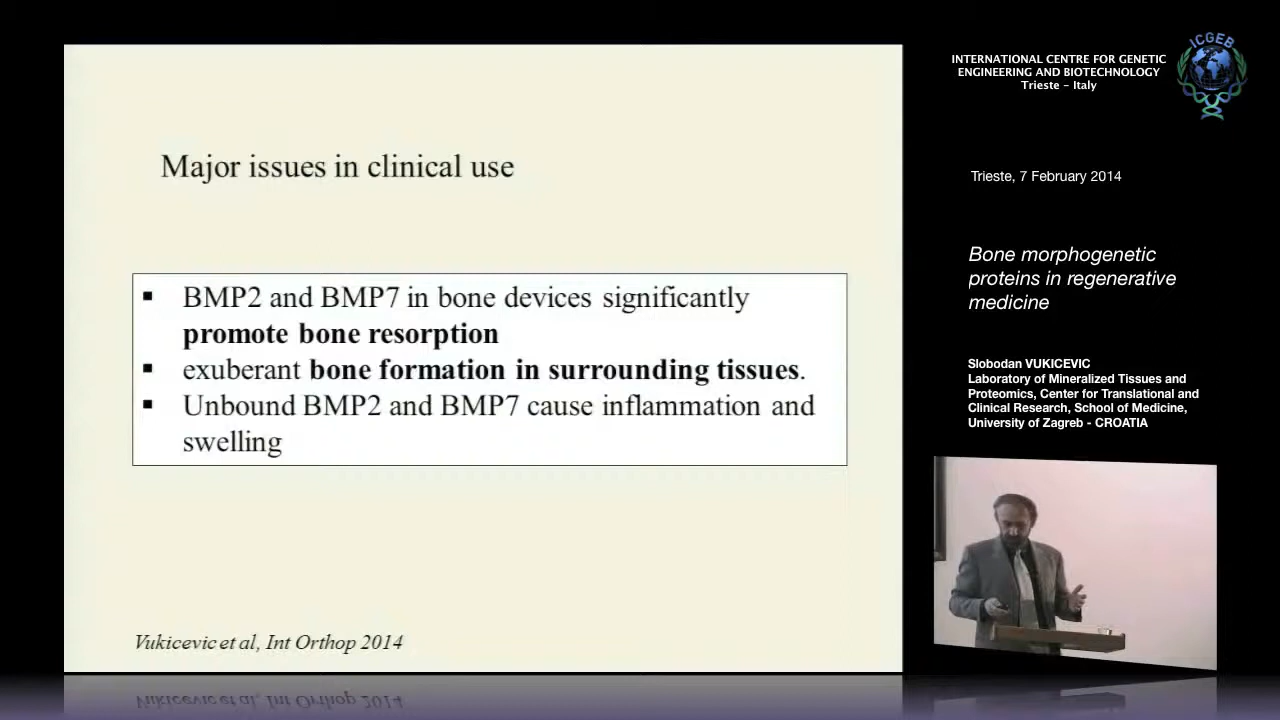 Major issues in clinical use
▪ BMP2 and BMP7 in bone devices significantly
promote bone resorption
▪ exuberant bone formation in surrounding tissues.
▪ Unbound BMP2 and BMP7 cause inflammation and
swelling
Vukicevic et al, Int Orthop 2014
INTERNATIONAL CENTRE FOR GENETIC
ENGINEERING AND BIOTECHNOLOGY
Trieste – Italy
ICGEB
Trieste, 7 February 2014
Bone morphogenetic
proteins in regenerative
medicine
Slobodan VUKICEVIC
Laboratory of Mineralized Tissues and
Proteomics, Center for Translational and
Clinical Research, School of Medicine,
University of Zagreb - CROATIA